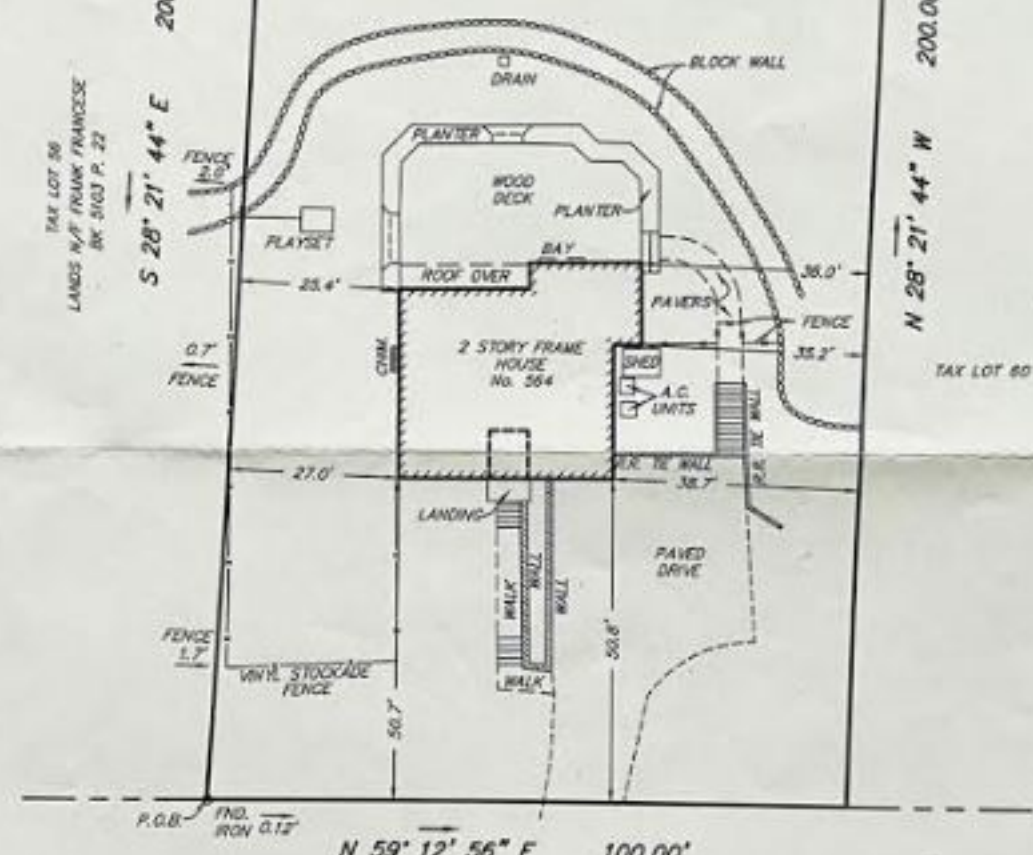 200.0
20
BLOCK WALL
DRAIN
TAX LOT 56
LANDS N/F FRANK FRANCESE
BK 5103 P. 22
S 28° 21' 44" E
N 28° 21' 44" W
FENCE
2.0'
PLANTER
WOOD
DECK
PLANTER
PLAYSET
BAY
ROOF OVER
25.4'
36.0'
PAVERS
FENCE
0.7'
FENCE
CHIM.
2 STORY FRAME
HOUSE
No. 564
SHED
35.2'
TAX LOT 60
A.C.
UNITS
R.R. TIE WALL
R.R. TIE WALL
27.0'
38.7'
LANDING
PAVED
DRIVE
WALK
WALL
WALL
FENCE
1.7'
VINYL STOCKADE
FENCE
WALK
50.7'
50.8'
P.O.B.
FND.
IRON 0.12'
N 59° 12' 56" E 100.00'